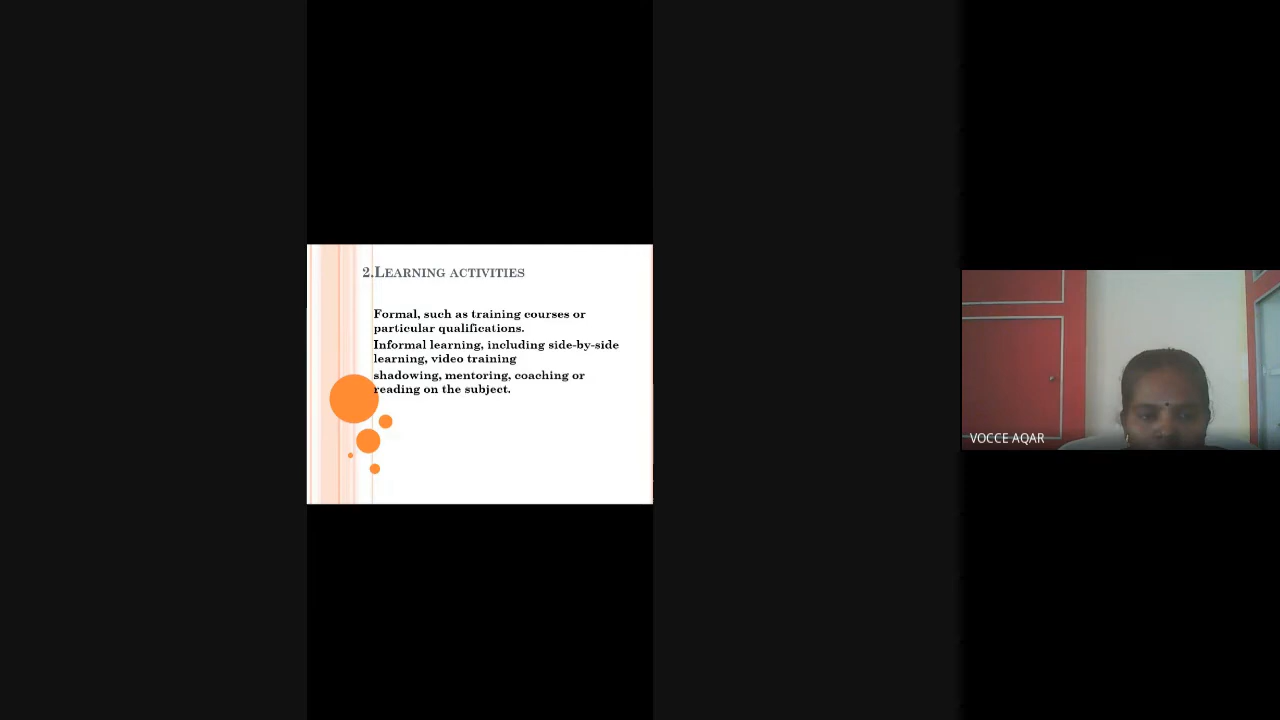 2.LEARNING ACTIVITIES
Formal, such as training courses or
particular qualifications.
Informal learning, including side-by-side
learning, video training
shadowing, mentoring, coaching or
reading on the subject.
VOCCE AQAR